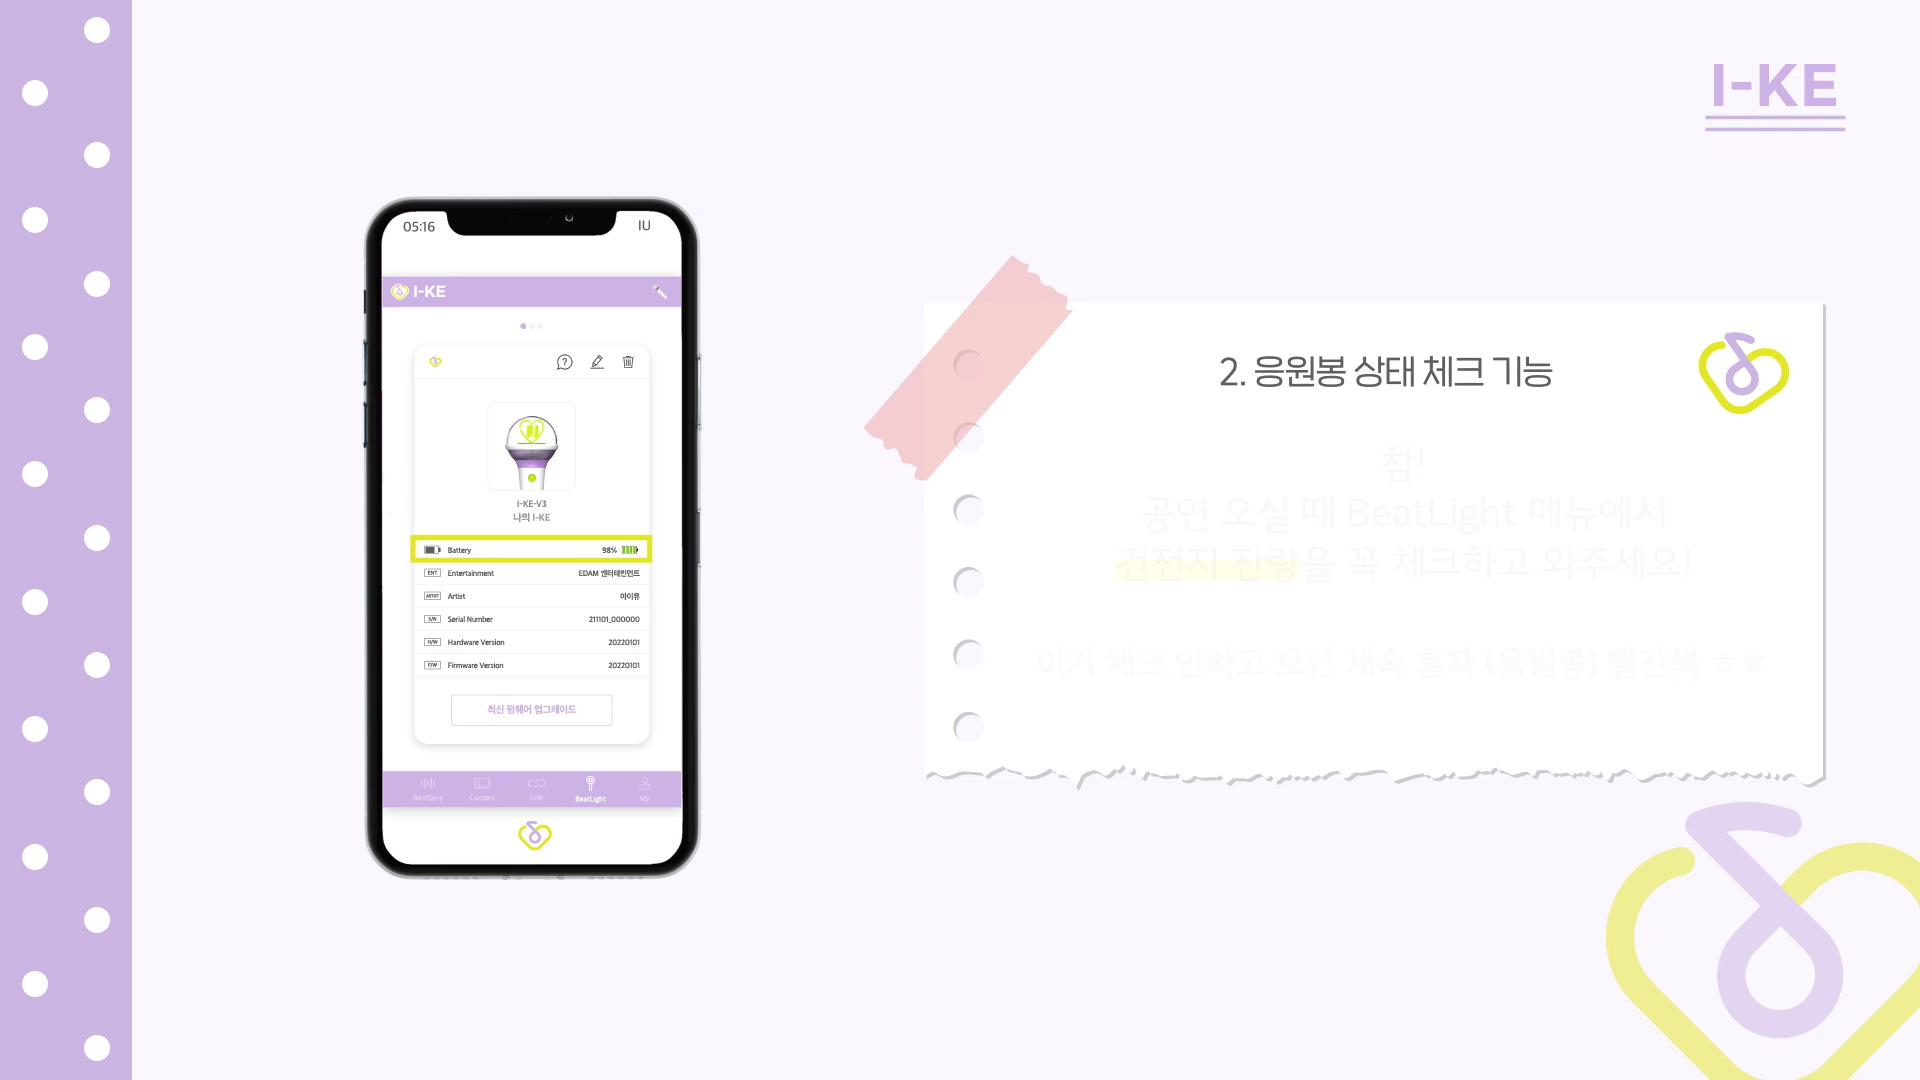 I-KE
05:16
IU
I-KE
I-KE-V3
나의 I-KE
Battery 98%
ENT Entertainment EDAM 엔터테인먼트
ARTIST Artist 아이유
S/N Serial Number 211101_000000
H/W Hardware Version 20220101
F/W Firmware Version 20220101
최신 펌웨어 업그레이드
BeatSync Concert Link BeatLight My
2. 응원봉 상태 체크 기능
참!
공연 오실 때 BeatLight 메뉴에서
건전지 잔량을 꼭 체크하고 와주세요!
이거 체크 안하고 오면 계속 혼자 (응원봉) 빨간색 ㅎㅎ